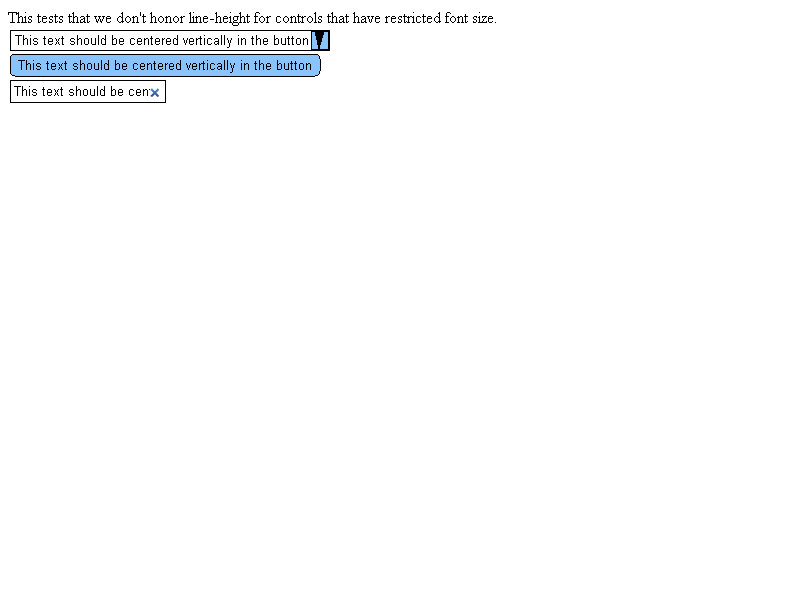 This tests that we don't honor line-height for controls that have restricted font size.
This text should be centered vertically in the button
This text should be centered vertically in the button
This text should be cen